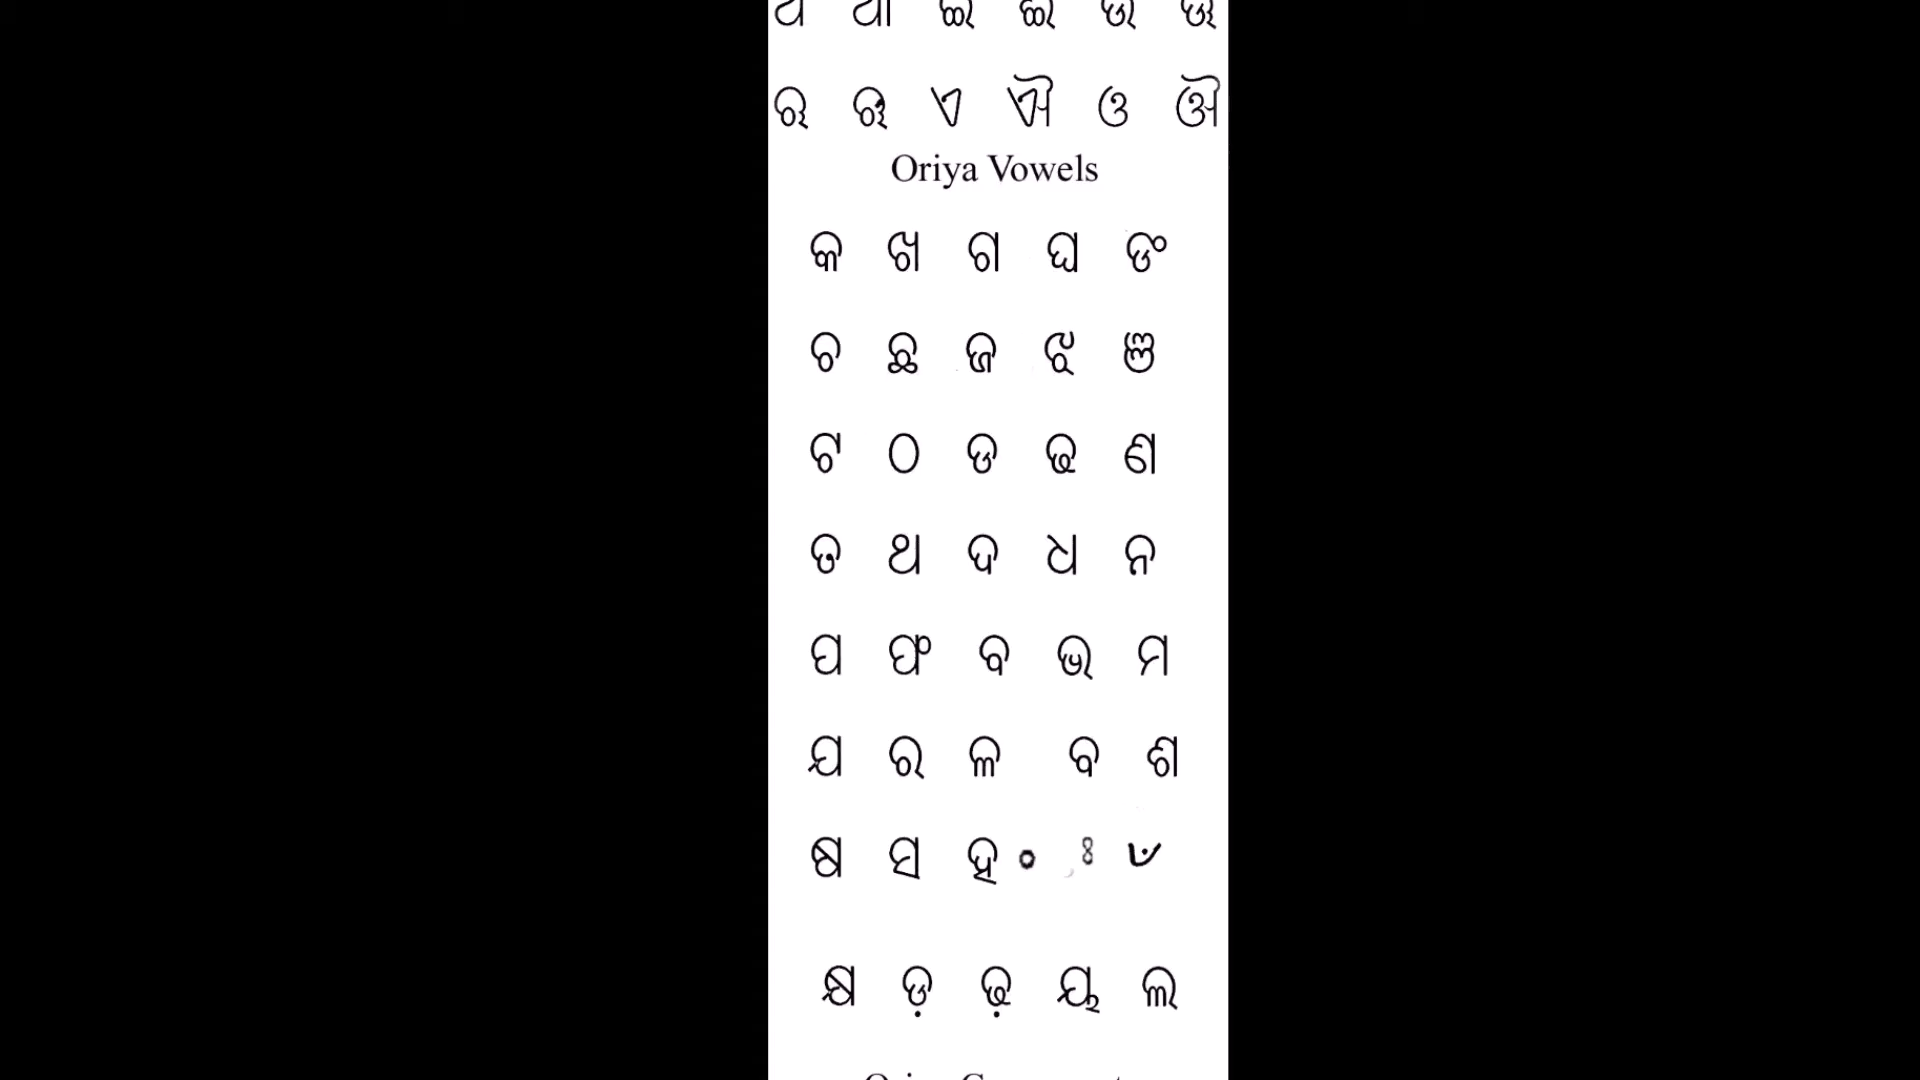 ଅ ଆ ଇ ଈ ଉ ଊ
ଋ ୠ ଏ ଐ ଓ ଔ
Oriya Vowels
କ ଖ ଗ ଘ ଙ
ଚ ଛ ଜ ଝ ଞ
ଟ ଠ ଡ ଢ ଣ
ତ ଥ ଦ ଧ ନ
ପ ଫ ବ ଭ ମ
ଯ ର ଳ ବ ଶ
ଷ ସ ହ ଂ ଃ ଁ
କ୍ଷ ଡ଼ ଢ଼ ୟ ଲ